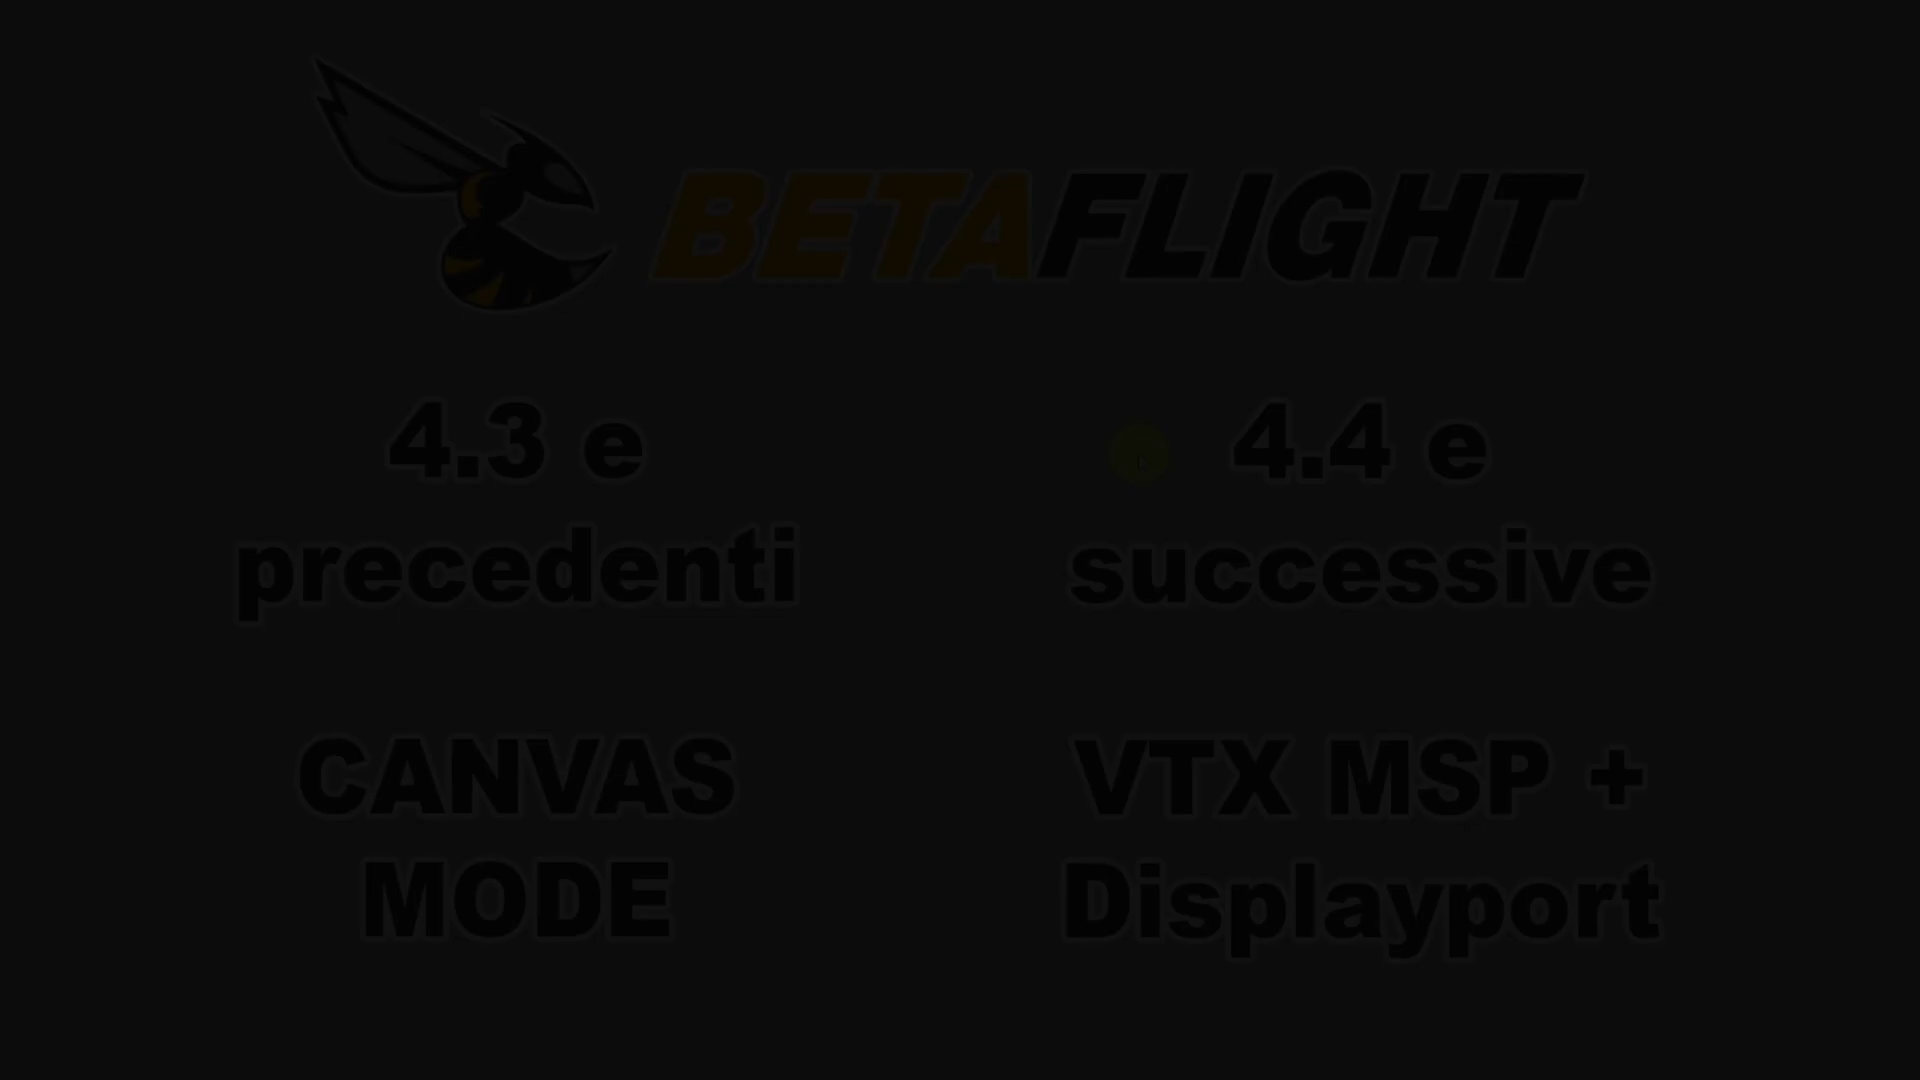 BETAFLIGHT
4.3 e
precedenti
4.4 e
successive
CANVAS
MODE
VTX MSP +
Displayport